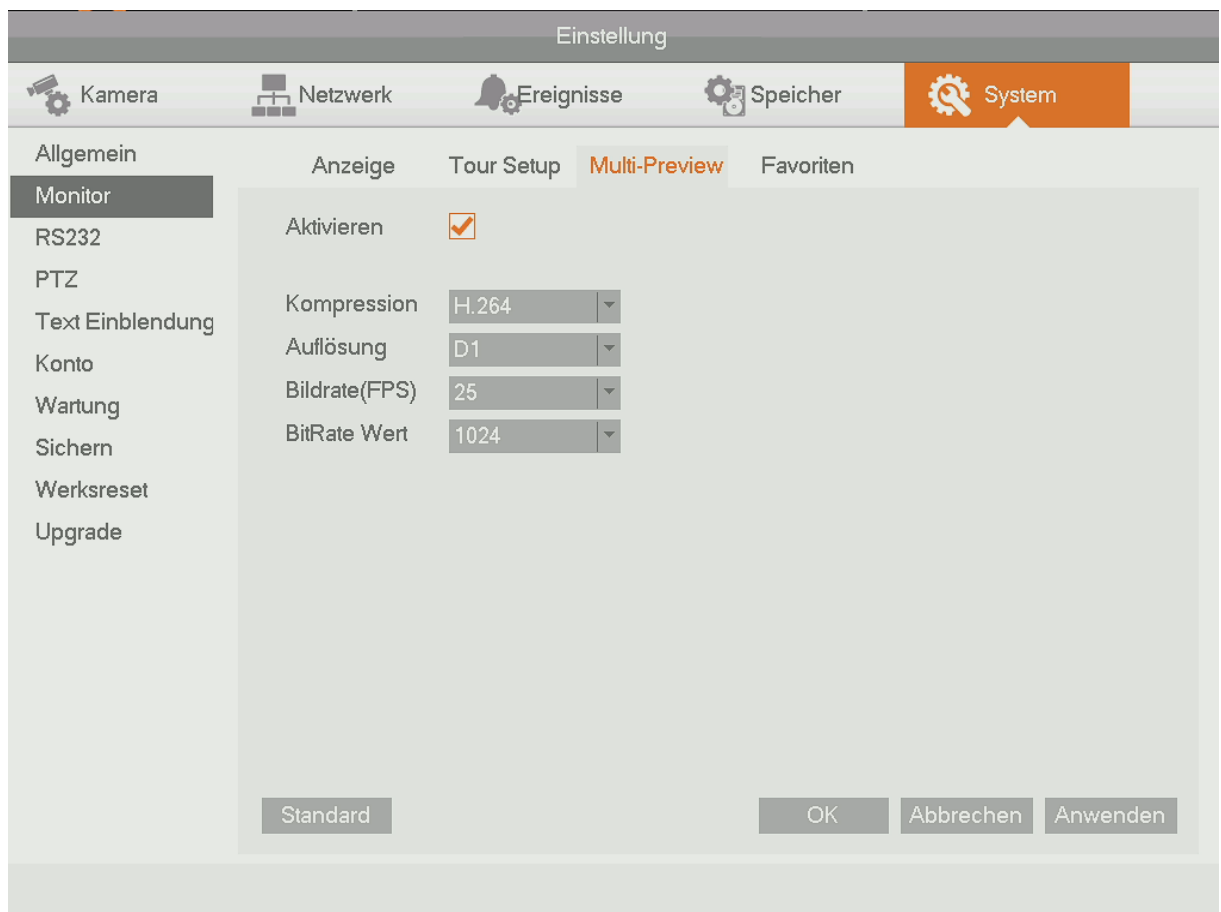 Einstellung
Kamera
Netzwerk
Ereignisse
Speicher
System
Allgemein
Monitor
RS232
PTZ
Text Einblendung
Konto
Wartung
Sichern
Werksreset
Upgrade
Anzeige
Tour Setup
Multi-Preview
Favoriten
Aktivieren
Kompression H.264
Auflösung D1
Bildrate(FPS) 25
BitRate Wert 1024
Standard
OK
Abbrechen
Anwenden